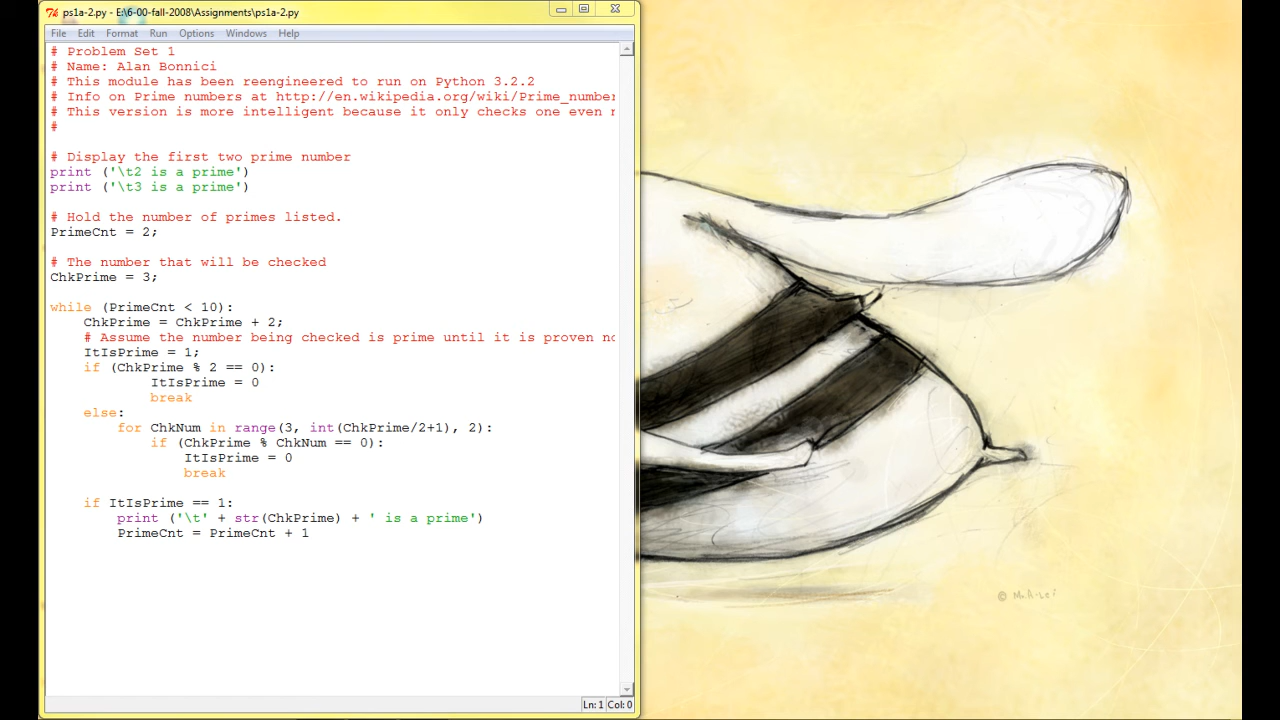 ps1a-2.py - E:\6-00-fall-2008\Assignments\ps1a-2.py
File Edit Format Run Options Windows Help
# Problem Set 1
# Name: Alan Bonnici
# This module has been reengineered to run on Python 3.2.2
# Info on Prime numbers at http://en.wikipedia.org/wiki/Prime_number
# This version is more intelligent because it only checks one even
#
# Display the first two prime number
print ('\t2 is a prime')
print ('\t3 is a prime')
# Hold the number of primes listed.
PrimeCnt = 2;
# The number that will be checked
ChkPrime = 3;
while (PrimeCnt < 10):
    ChkPrime = ChkPrime + 2;
    # Assume the number being checked is prime until it is proven
    ItIsPrime = 1;
    if (ChkPrime % 2 == 0):
            ItIsPrime = 0
            break
    else:
        for ChkNum in range(3, int(ChkPrime/2+1), 2):
            if (ChkPrime % ChkNum == 0):
                ItIsPrime = 0
                break
    if ItIsPrime == 1:
        print ('\t' + str(ChkPrime) + ' is a prime')
        PrimeCnt = PrimeCnt + 1
Ln: 1 Col: 0